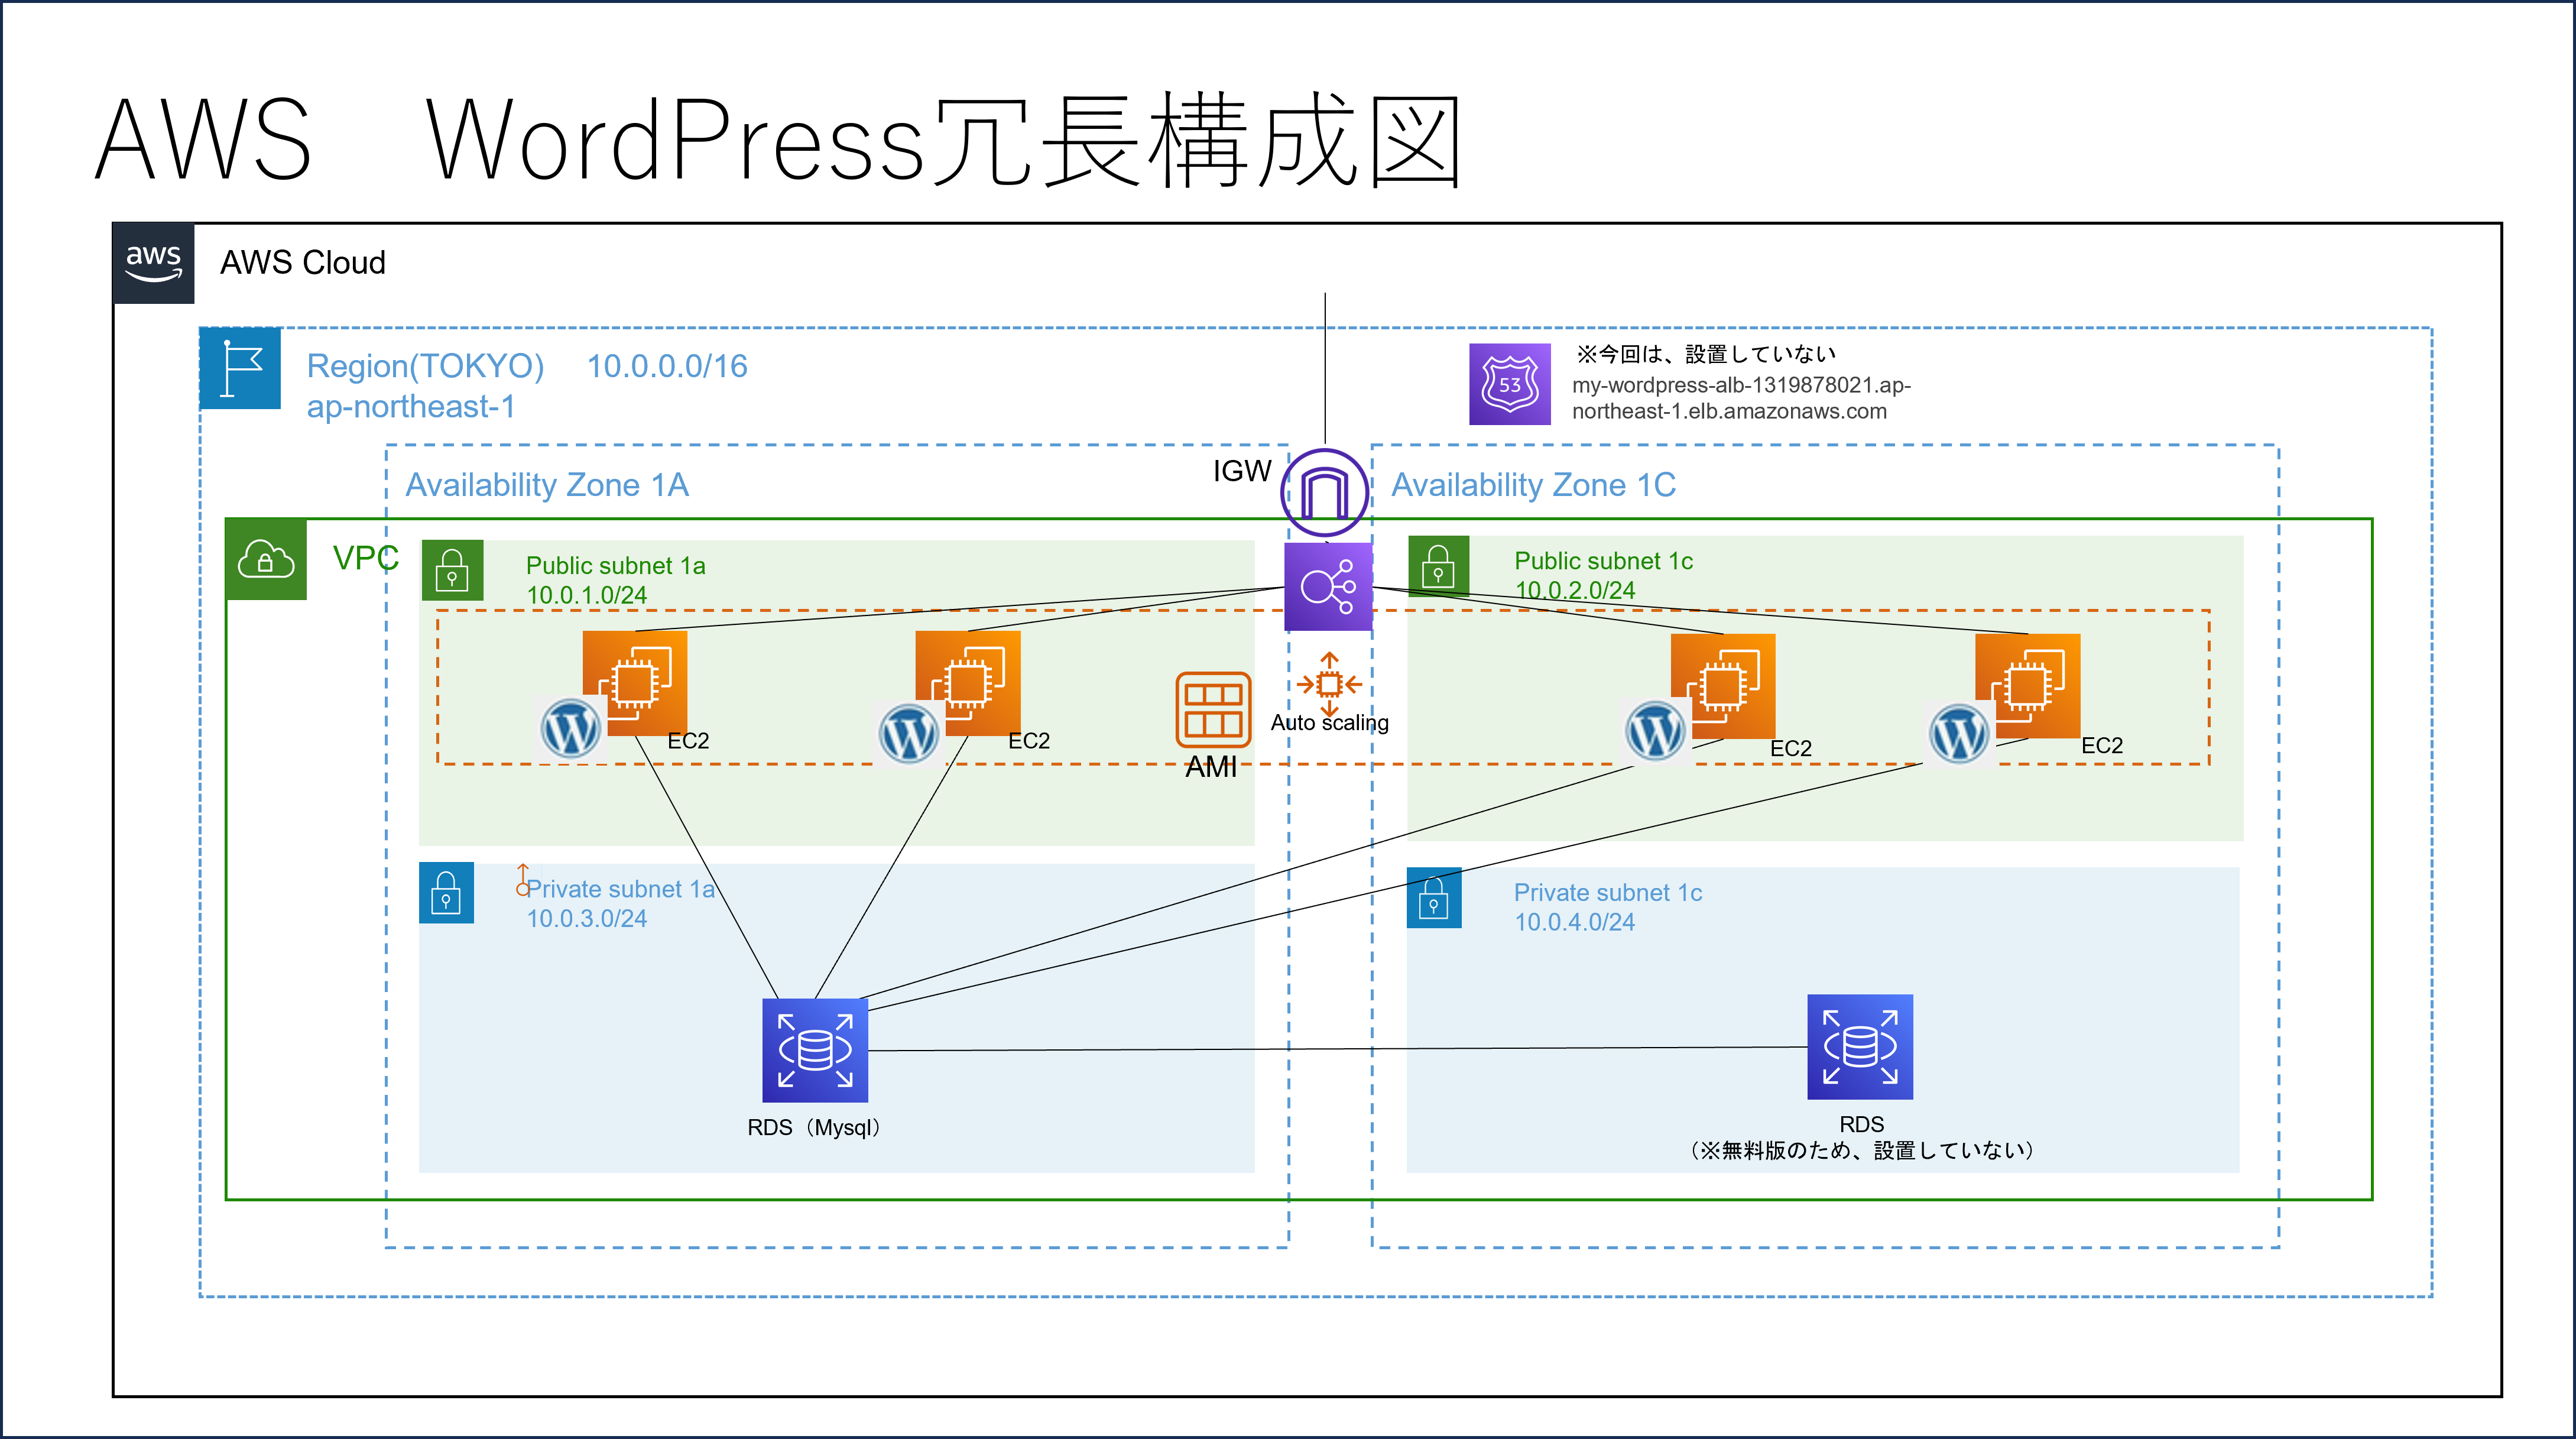 AWS　WordPress冗長構成図
aws
AWS Cloud
Region(TOKYO)　10.0.0.0/16
ap-northeast-1
53
※今回は、設置していない
my-wordpress-alb-1319878021.ap-
northeast-1.elb.amazonaws.com
Availability Zone 1A
IGW
Availability Zone 1C
VPC
Public subnet 1a
10.0.1.0/24
Public subnet 1c
10.0.2.0/24
W
EC2
W
EC2
AMI
Auto scaling
W
EC2
W
EC2
Private subnet 1a
10.0.3.0/24
Private subnet 1c
10.0.4.0/24
RDS（Mysql）
RDS
（※無料版のため、設置していない）